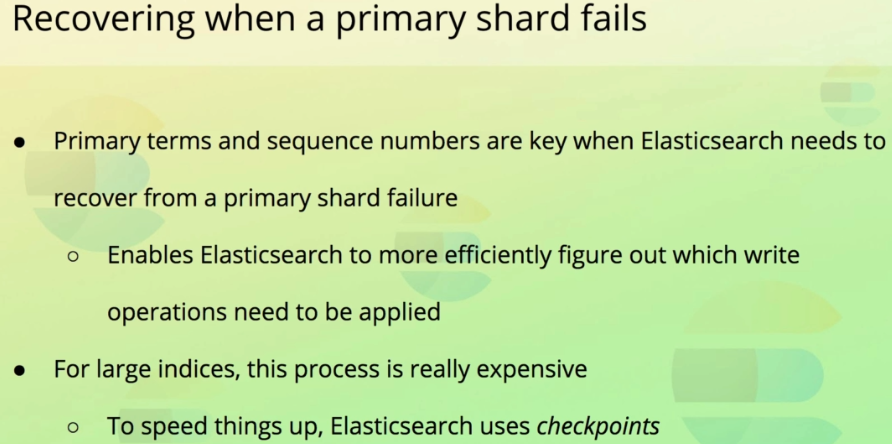 Recovering when a primary shard fails
● Primary terms and sequence numbers are key when Elasticsearch needs to
recover from a primary shard failure
○ Enables Elasticsearch to more efficiently figure out which write
operations need to be applied
● For large indices, this process is really expensive
○ To speed things up, Elasticsearch uses checkpoints